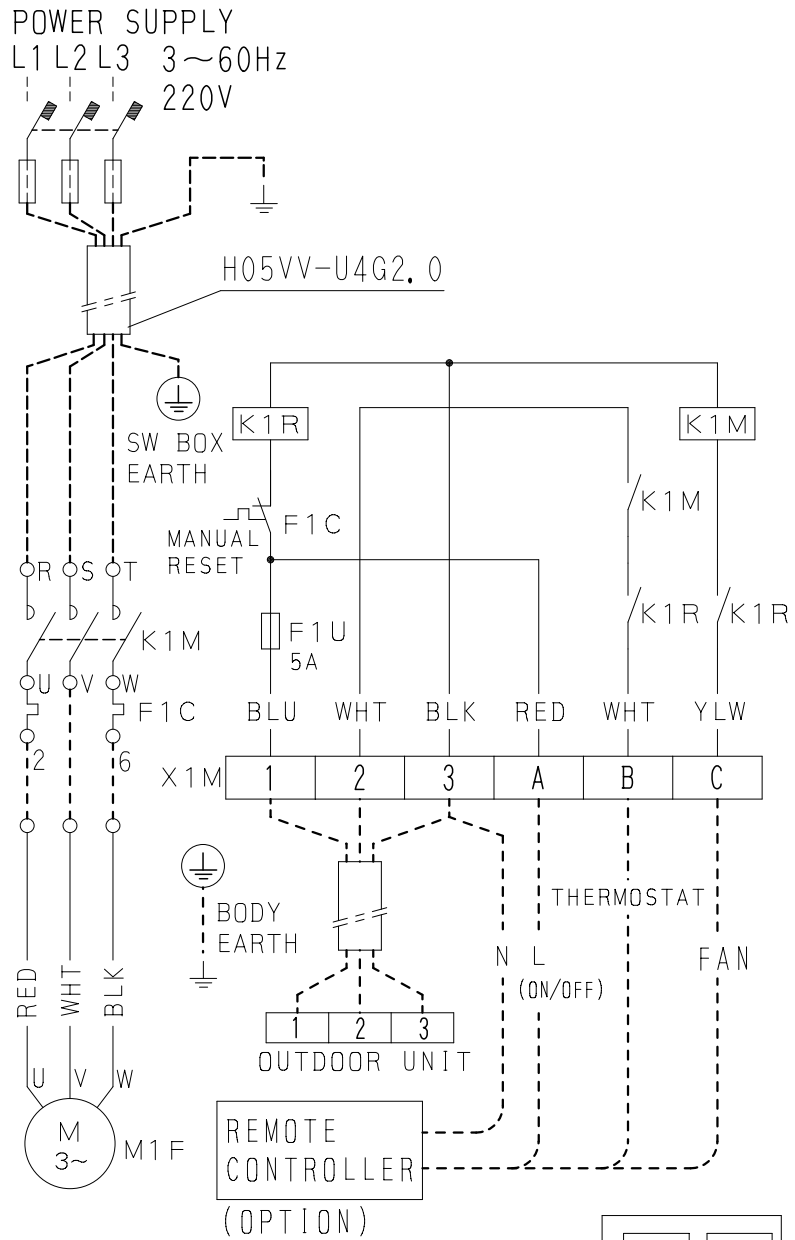 POWER SUPPLY
L1 L2 L3 3～60Hz
220V
H05VV-U4G2.0
SW BOX
EARTH
K1R
K1M
K1M
F1C
MANUAL
RESET
R S T
K1M
K1R
K1R
F1U
5A
U V W
F1C
BLU WHT BLK RED WHT YLW
2 6
X1M 1 2 3 A B C
THERMOSTAT
BODY
EARTH
N L
(ON/OFF)
FAN
RED WHT BLK
1 2 3
OUTDOOR UNIT
U V W
M
3~
M1F
REMOTE
CONTROLLER
(OPTION)